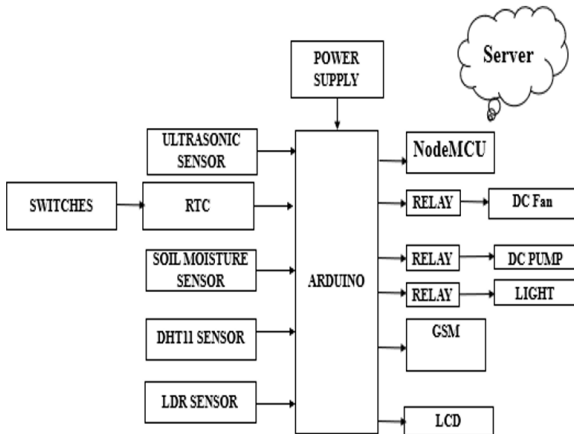 POWER
SUPPLY
Server
ULTRASONIC
SENSOR
NodeMCU
SWITCHES
RTC
RELAY
DC Fan
SOIL MOISTURE
SENSOR
ARDUINO
RELAY
DC PUMP
RELAY
LIGHT
DHT11 SENSOR
GSM
LDR SENSOR
LCD